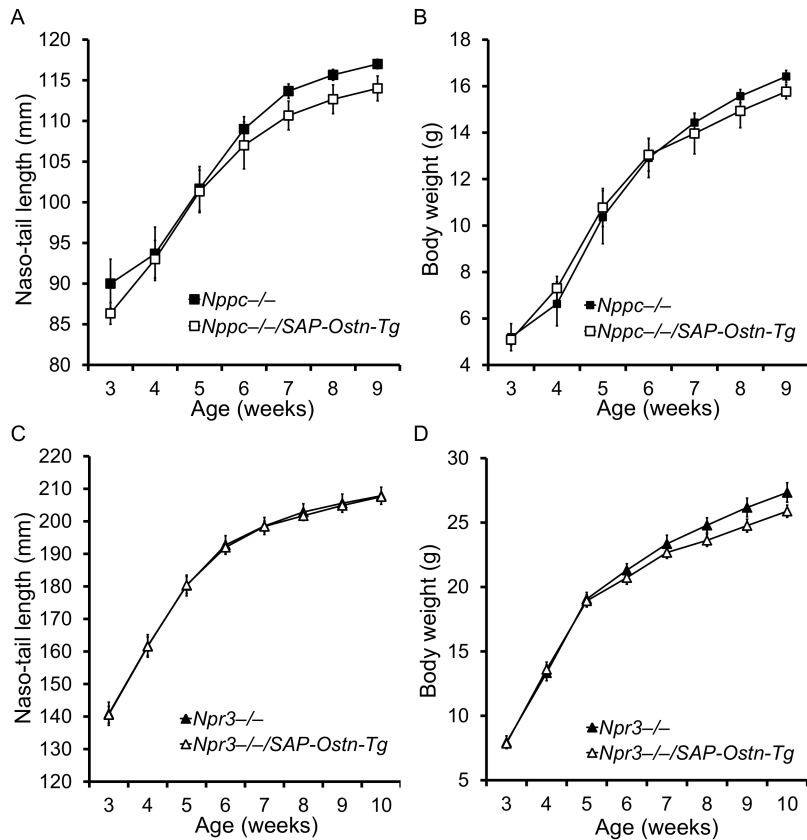 A
Naso-tail length (mm)
120
115
110
105
100
95
90
85
80
Nppc–/–
Nppc–/–/SAP-Ostn-Tg
3 4 5 6 7 8 9
Age (weeks)
B
Body weight (g)
18
16
14
12
10
8
6
4
Nppc–/–
Nppc–/–/SAP-Ostn-Tg
3 4 5 6 7 8 9
Age (weeks)
C
Naso-tail length (mm)
220
210
200
190
180
170
160
150
140
130
120
Npr3–/–
Npr3–/–/SAP-Ostn-Tg
3 4 5 6 7 8 9 10
Age (weeks)
D
Body weight (g)
30
25
20
15
10
5
Npr3–/–
Npr3–/–/SAP-Ostn-Tg
3 4 5 6 7 8 9 10
Age (weeks)